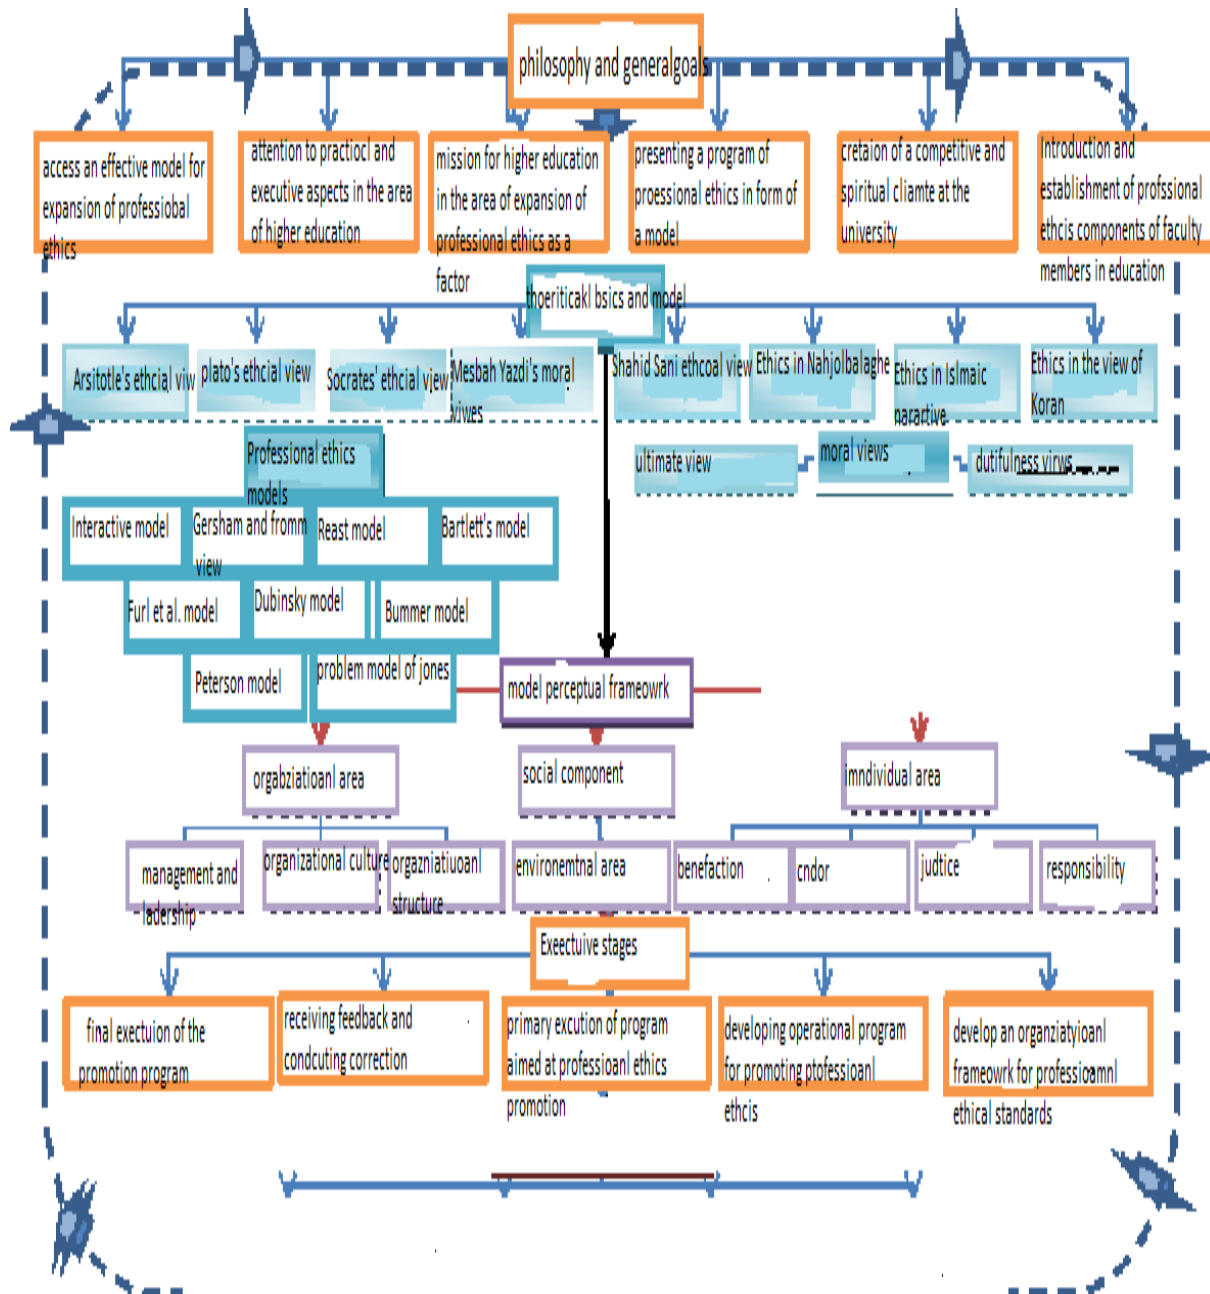 philosophy and generalgoals
access an effective model for
expansion of professiobal
ethics
attention to practiocl and
executive aspects in the area
of higher education
mission for higher education
in the area of expansion of
professional ethics as a
factor
presenting a program of
proessional ethics in form of
a model
cretaion of a competitive and
spiritual cliamte at the
university
Introduction and
establishment of profssional
ethcis components of faculty
members in education
thoeriticakl bsics and model
Arsitotle's ethcial viw
plato's ethcial view
Socrates' ethcial vjew
Mesbah Yazdi's moral
viwes
Shahid Sani ethcoal view
Ethics in Nahjolbalaghe
Ethics in Islmaic
naractive
Ethics in the view of
Koran
Professional ethics
models
ultimate view
moral views
dutifulness virws
Interactive model
Gersham and fromm
view
Reast model
Bartlett's model
Furl et al. model
Dubinsky model
Bummer model
Peterson model
problem model of jones
model perceptual frameowrk
orgabziatioanl area
social component
imndividual area
management and
ladership
organizational culture
orgazniatiuoanl
structure
environemtnal area
benefaction
cndor
judtice
responsibility
Exeectuive stages
final exectuion of the
promotion program
receiving feedback and
condcuting correction
primary excution of program
aimed at professioanl ethics
promotion
developing operational program
for promoting ptofessioanl
ethcis
develop an organziatyioanl
frameowrk for professioamnl
ethical standards